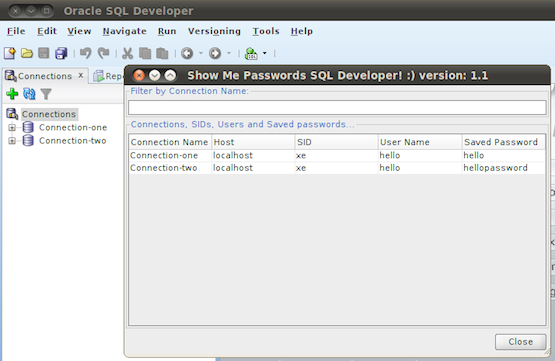 Oracle SQL Developer
File Edit View Navigate Run Versioning Tools Help
Connections Repo
Show Me Passwords SQL Developer! :) version: 1.1
Filter by Connection Name:
Connections
Connection-one
Connection-two
Connections, SIDs, Users and Saved passwords...
Connection Name Host SID User Name Saved Password
Connection-one localhost xe hello hello
Connection-two localhost xe hello hellopassword
Close